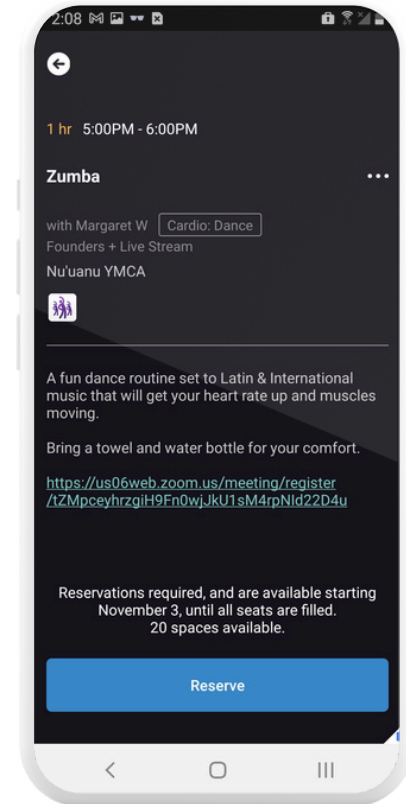 2:08
1 hr 5:00PM - 6:00PM
Zumba
with Margaret W Cardio: Dance
Founders + Live Stream
Nu'uanu YMCA
A fun dance routine set to Latin & International
music that will get your heart rate up and muscles
moving.
Bring a towel and water bottle for your comfort.
https://us06web.zoom.us/meeting/register
/tZMpceyhrzgiH9Fn0wjJkU1sM4rpNId22D4u
Reservations required, and are available starting
November 3, until all seats are filled.
20 spaces available.
Reserve